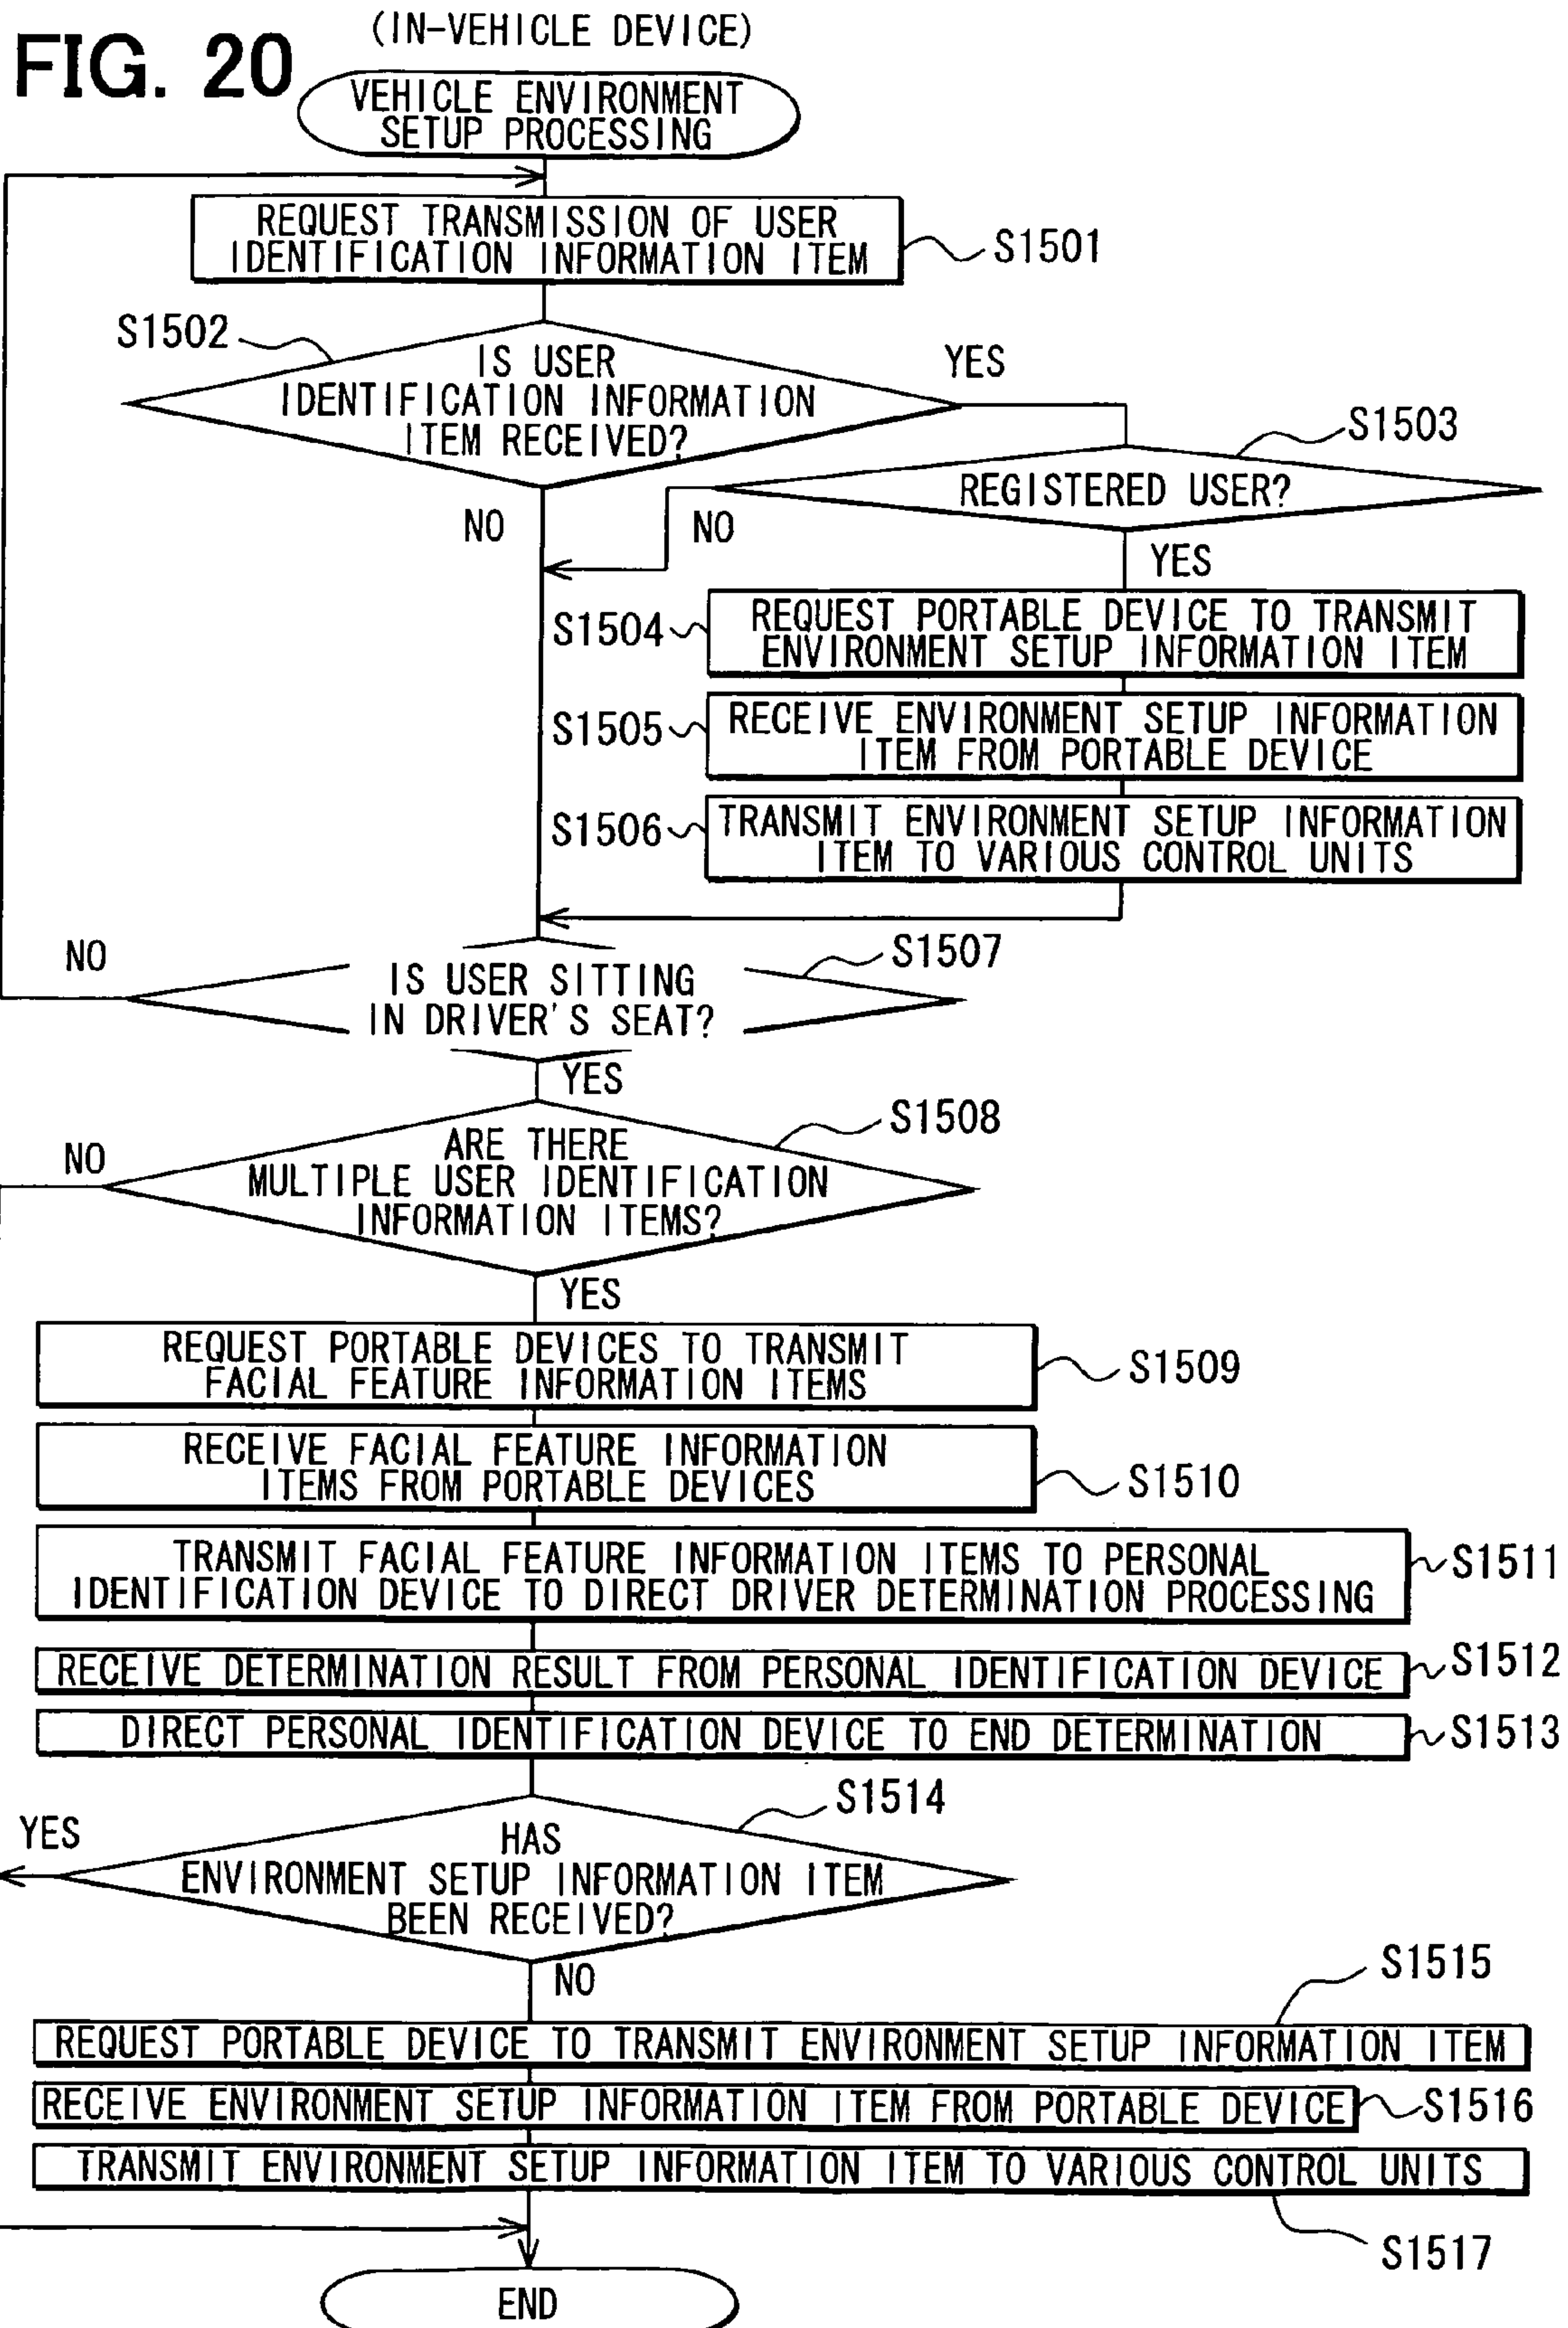 (IN-VEHICLE DEVICE)
FIG. 20
VEHICLE ENVIRONMENT
SETUP PROCESSING
REQUEST TRANSMISSION OF USER
IDENTIFICATION INFORMATION ITEM
S1501
S1502
IS USER
IDENTIFICATION INFORMATION
ITEM RECEIVED?
YES
NO
S1503
REGISTERED USER?
NO
YES
S1504
REQUEST PORTABLE DEVICE TO TRANSMIT
ENVIRONMENT SETUP INFORMATION ITEM
S1505
RECEIVE ENVIRONMENT SETUP INFORMATION
ITEM FROM PORTABLE DEVICE
S1506
TRANSMIT ENVIRONMENT SETUP INFORMATION
ITEM TO VARIOUS CONTROL UNITS
NO
S1507
IS USER SITTING
IN DRIVER'S SEAT?
YES
S1508
NO
ARE THERE
MULTIPLE USER IDENTIFICATION
INFORMATION ITEMS?
YES
REQUEST PORTABLE DEVICES TO TRANSMIT
FACIAL FEATURE INFORMATION ITEMS
S1509
RECEIVE FACIAL FEATURE INFORMATION
ITEMS FROM PORTABLE DEVICES
S1510
TRANSMIT FACIAL FEATURE INFORMATION ITEMS TO PERSONAL
IDENTIFICATION DEVICE TO DIRECT DRIVER DETERMINATION PROCESSING
S1511
RECEIVE DETERMINATION RESULT FROM PERSONAL IDENTIFICATION DEVICE
S1512
DIRECT PERSONAL IDENTIFICATION DEVICE TO END DETERMINATION
S1513
S1514
YES
HAS
ENVIRONMENT SETUP INFORMATION ITEM
BEEN RECEIVED?
NO
S1515
REQUEST PORTABLE DEVICE TO TRANSMIT ENVIRONMENT SETUP INFORMATION ITEM
RECEIVE ENVIRONMENT SETUP INFORMATION ITEM FROM PORTABLE DEVICE
S1516
TRANSMIT ENVIRONMENT SETUP INFORMATION ITEM TO VARIOUS CONTROL UNITS
S1517
END